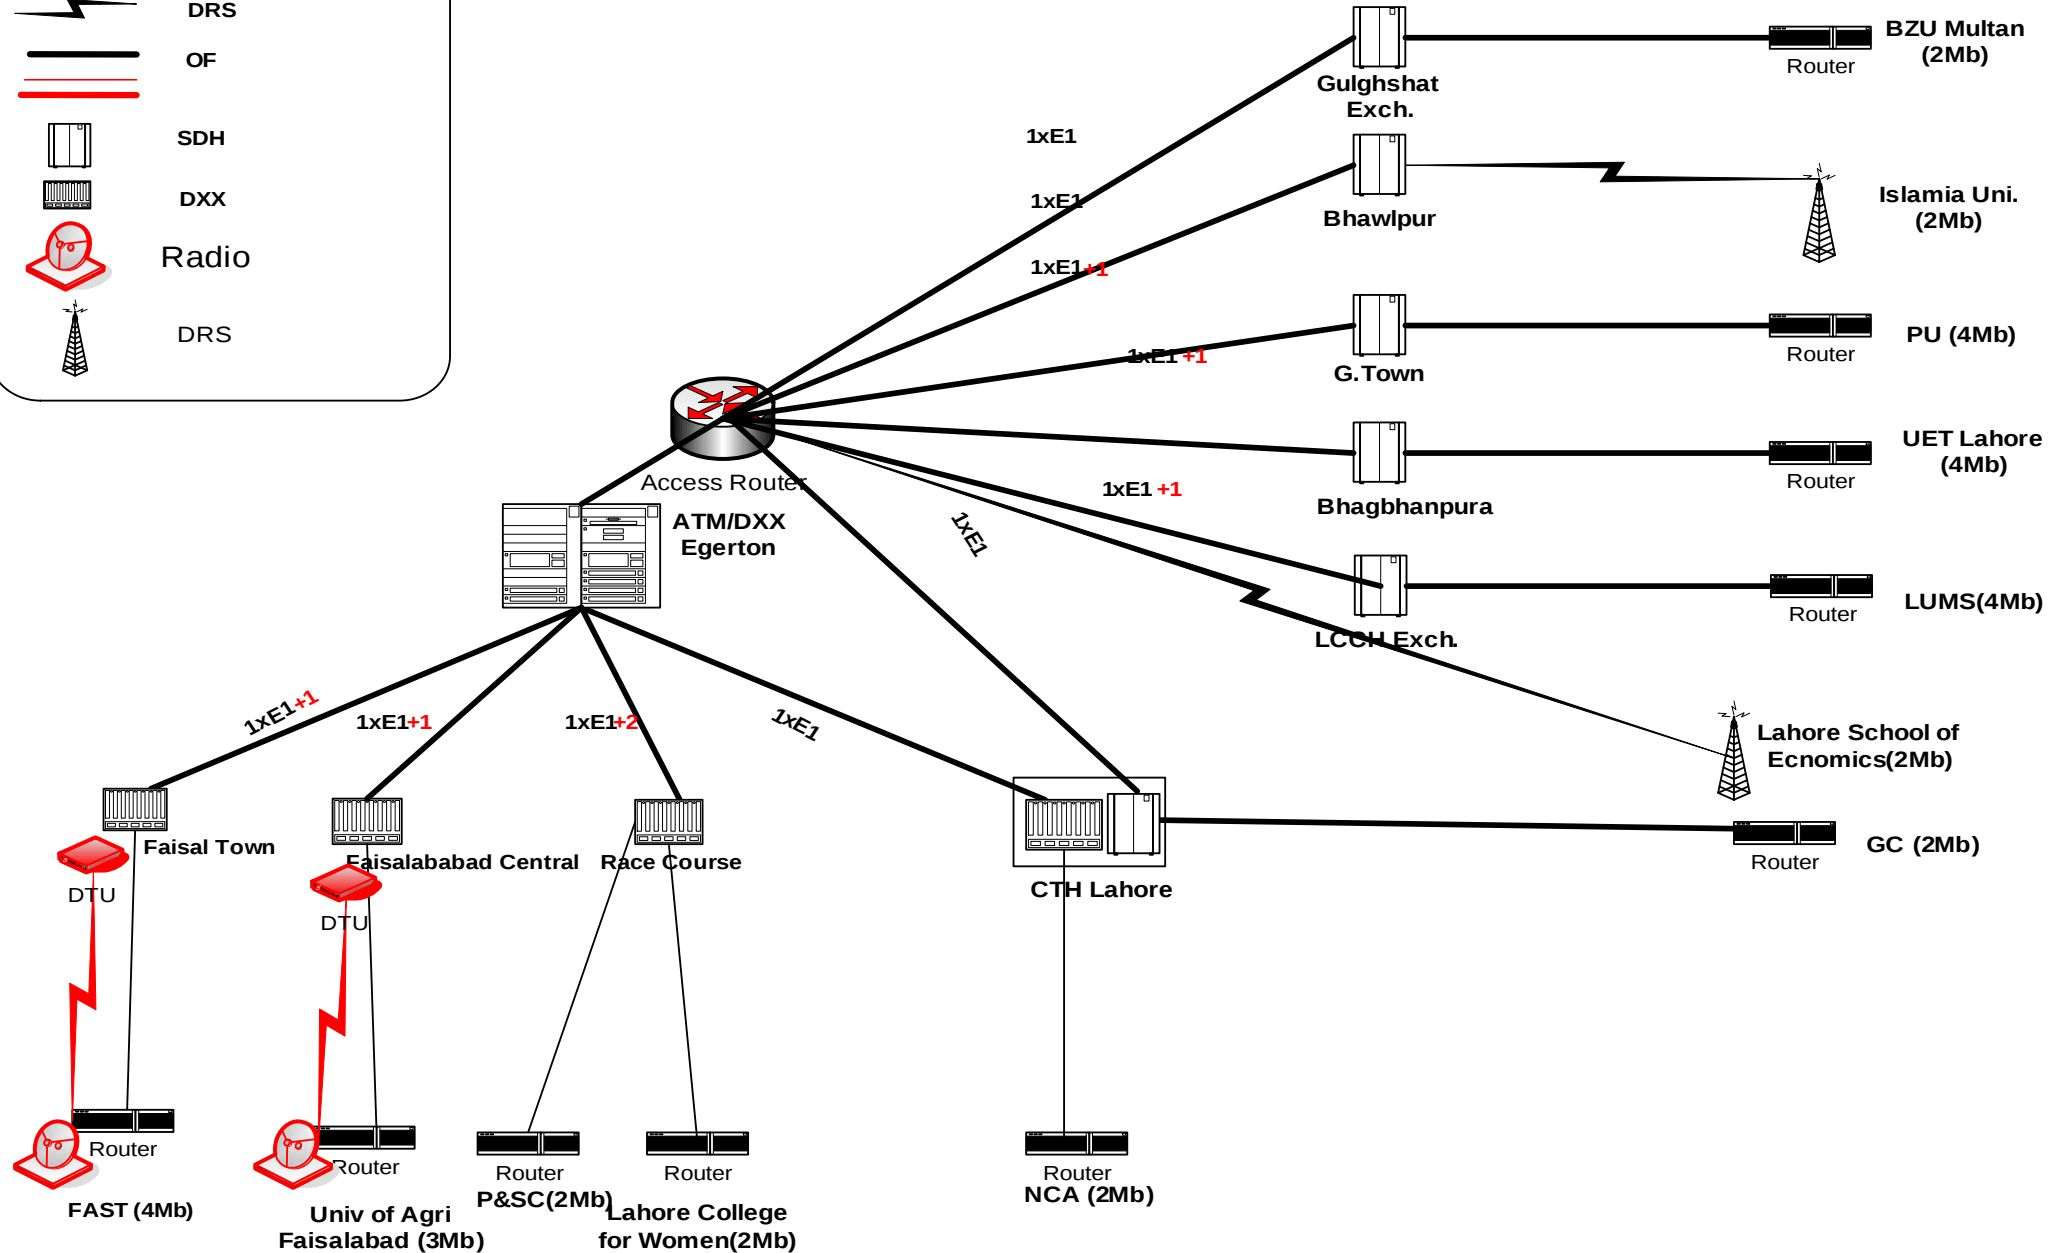 DRS
OF
SDH
DXX
Radio
DRS
BZU Multan
(2Mb)
Router
Gulghshat
Exch.
1xE1
1xE1
Bhawlpur
Islamia Uni.
(2Mb)
1xE1+1
1xE1 +1
G.Town
PU (4Mb)
Router
UET Lahore
(4Mb)
Router
Bhagbhanpura
Access Router
ATM/DXX
Egerton
1xE1 +1
1xE1
LUMS(4Mb)
Router
LCCH Exch.
1xE1+1
1xE1+1
1xE1+2
1xE1
Lahore School of
Ecnomics(2Mb)
Faisal Town
Faisalababad Central
Race Course
CTH Lahore
GC (2Mb)
Router
DTU
DTU
Router
Router
Router
Router
Router
FAST (4Mb)
Univ of Agri
Faisalabad (3Mb)
P&SC(2Mb)
Lahore College
for Women(2Mb)
NCA (2Mb)